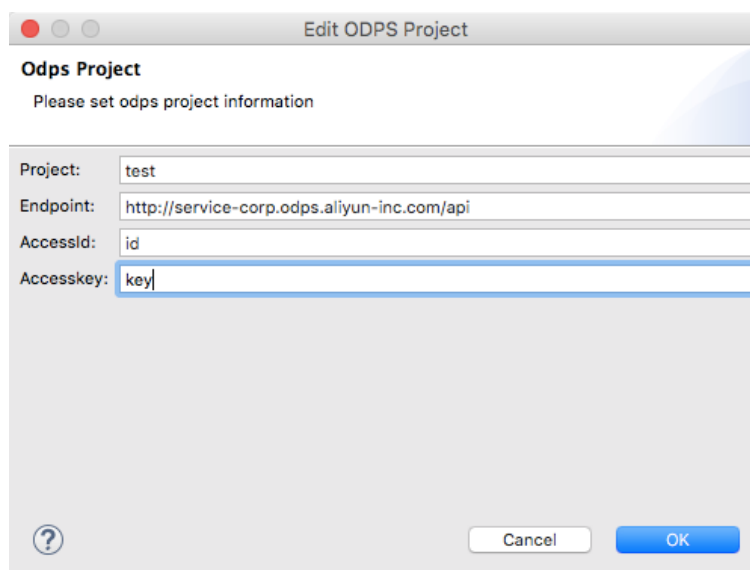 Edit ODPS Project
Odps Project
Please set odps project information
Project: test
Endpoint: http://service-corp.odps.aliyun-inc.com/api
AccessId: id
Accesskey: key
?
Cancel OK